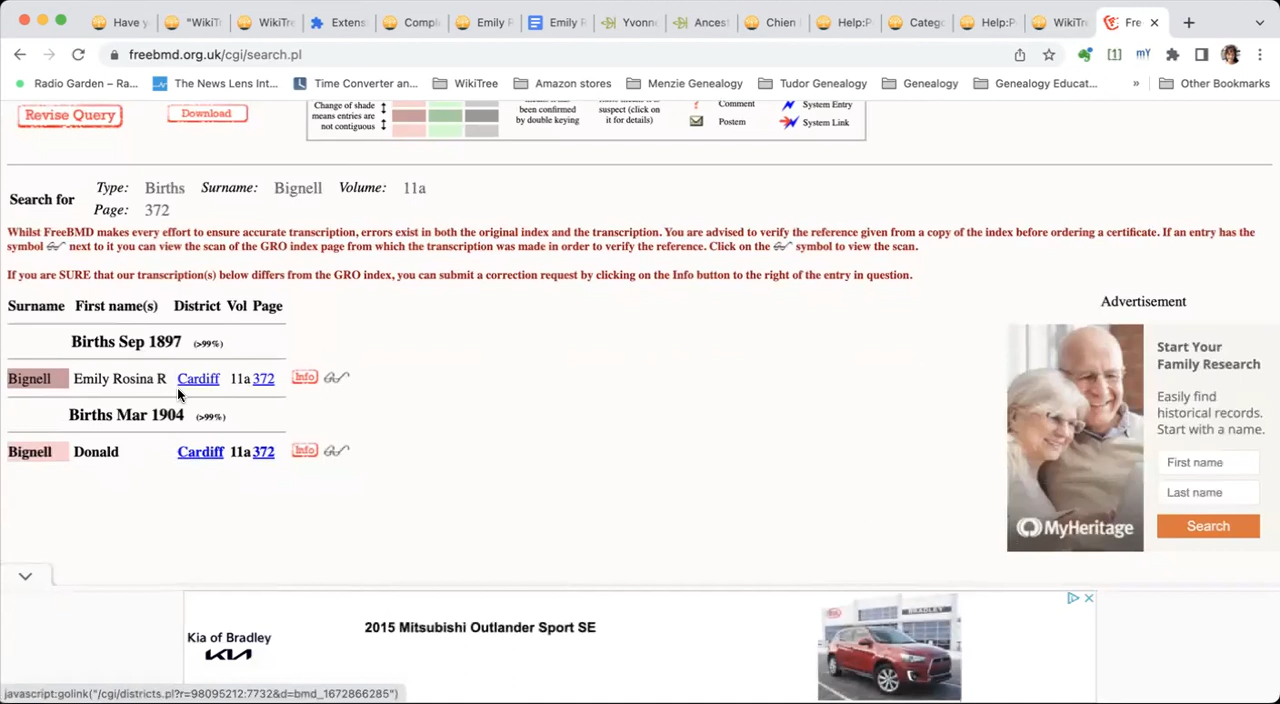 Have y
"WikiTr
WikiTre
Extens
Comple
Emily R
Emily R
Yvonne
Ancest
Chien
Help:P
Catego
Help:P
WikiTr
Free
freebmd.org.uk/cgi/search.pl
Radio Garden – Ra...
The News Lens Int...
Time Converter an...
WikiTree
Amazon stores
Menzie Genealogy
Tudor Genealogy
Genealogy
Genealogy Educat...
»
Other Bookmarks
Revise Query
Download
Change of shade
means entries are
not contiguous
been confirmed
by double keying
suspect (click on
it for details)
Comment
Postem
System Entry
System Link
Search for
Type: Births Surname: Bignell Volume: 11a
Page: 372
Whilst FreeBMD makes every effort to ensure accurate transcription, errors exist in both the original index and the transcription. You are advised to verify the reference given from a copy of the index before ordering a certificate. If an entry has the
symbol next to it you can view the scan of the GRO index page from which the transcription was made in order to verify the reference. Click on the symbol to view the scan.
If you are SURE that our transcription(s) below differs from the GRO index, you can submit a correction request by clicking on the Info button to the right of the entry in question.
Surname First name(s) District Vol Page
Births Sep 1897 (>99%)
Bignell Emily Rosina R Cardiff 11a 372 Info
Births Mar 1904 (>99%)
Bignell Donald Cardiff 11a 372 Info
Advertisement
Start Your
Family Research
Easily find
historical records.
Start with a name.
First name
Last name
Search
MyHeritage
Kia of Bradley
KIA
2015 Mitsubishi Outlander Sport SE
javascript:golink("/cgi/districts.pl?r=98095212:7732&d=bmd_1672866285")